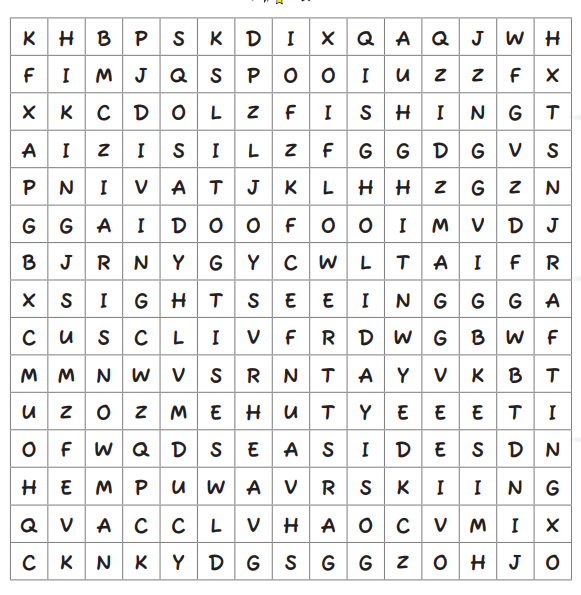 K H B P S K D I X Q A Q J W H
F I M J Q S P O O I U Z Z F X
X K C D O L Z F I S H I N G T
A I Z I S I L Z F G G D G V S
P N I V A T J K L H H Z G Z N
G G A I D O O F O O I M V D J
B J R N Y G Y C W L T A I F R
X S I G H T S E E I N G G G A
C U S C L I V F R D W G B W F
M M N W V S R N T A Y V K B T
U Z O Z M E H U T Y E E E T I
O F W Q D S E A S I D E S D N
H E M P U W A V R S K I I N G
Q V A C C L V H A O C V M I X
C K N K Y D G S G G Z O H J O